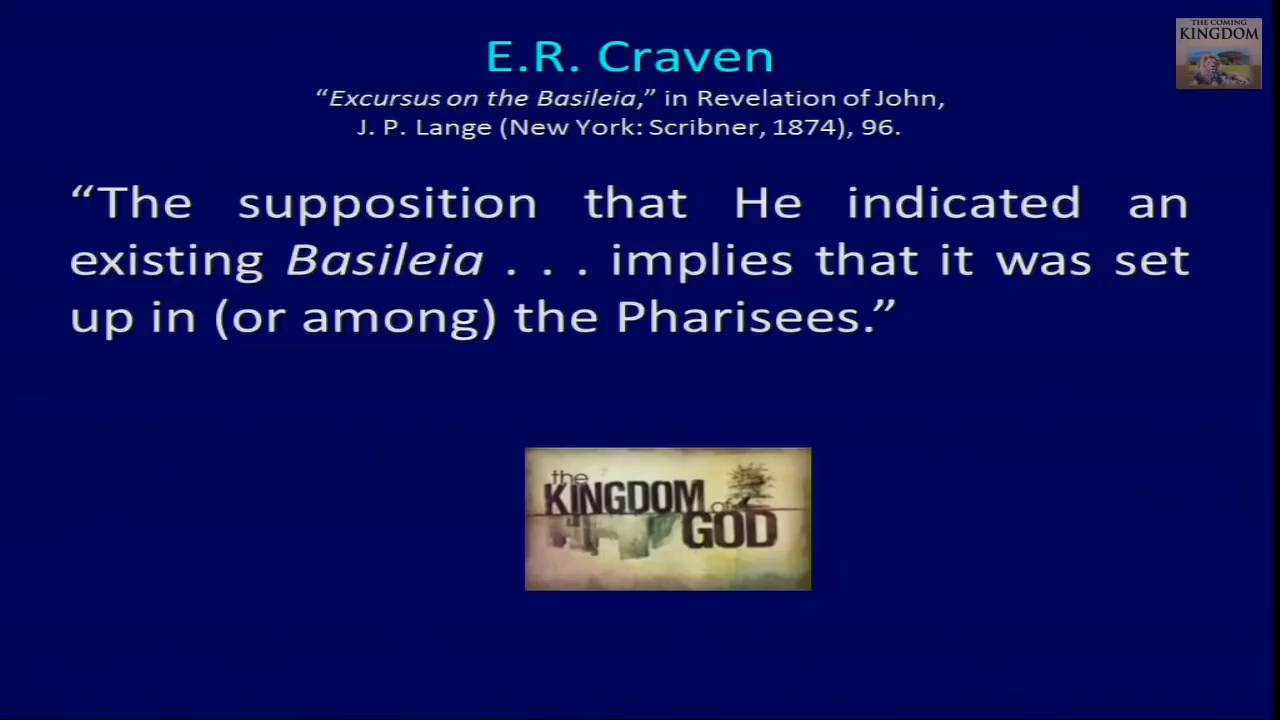 THE COMING
KINGDOM
E.R. Craven
“Excursus on the Basileia,” in Revelation of John,
J. P. Lange (New York: Scribner, 1874), 96.
“The supposition that He indicated an
existing Basileia . . . implies that it was set
up in (or among) the Pharisees.”
the
KINGDOM of
GOD